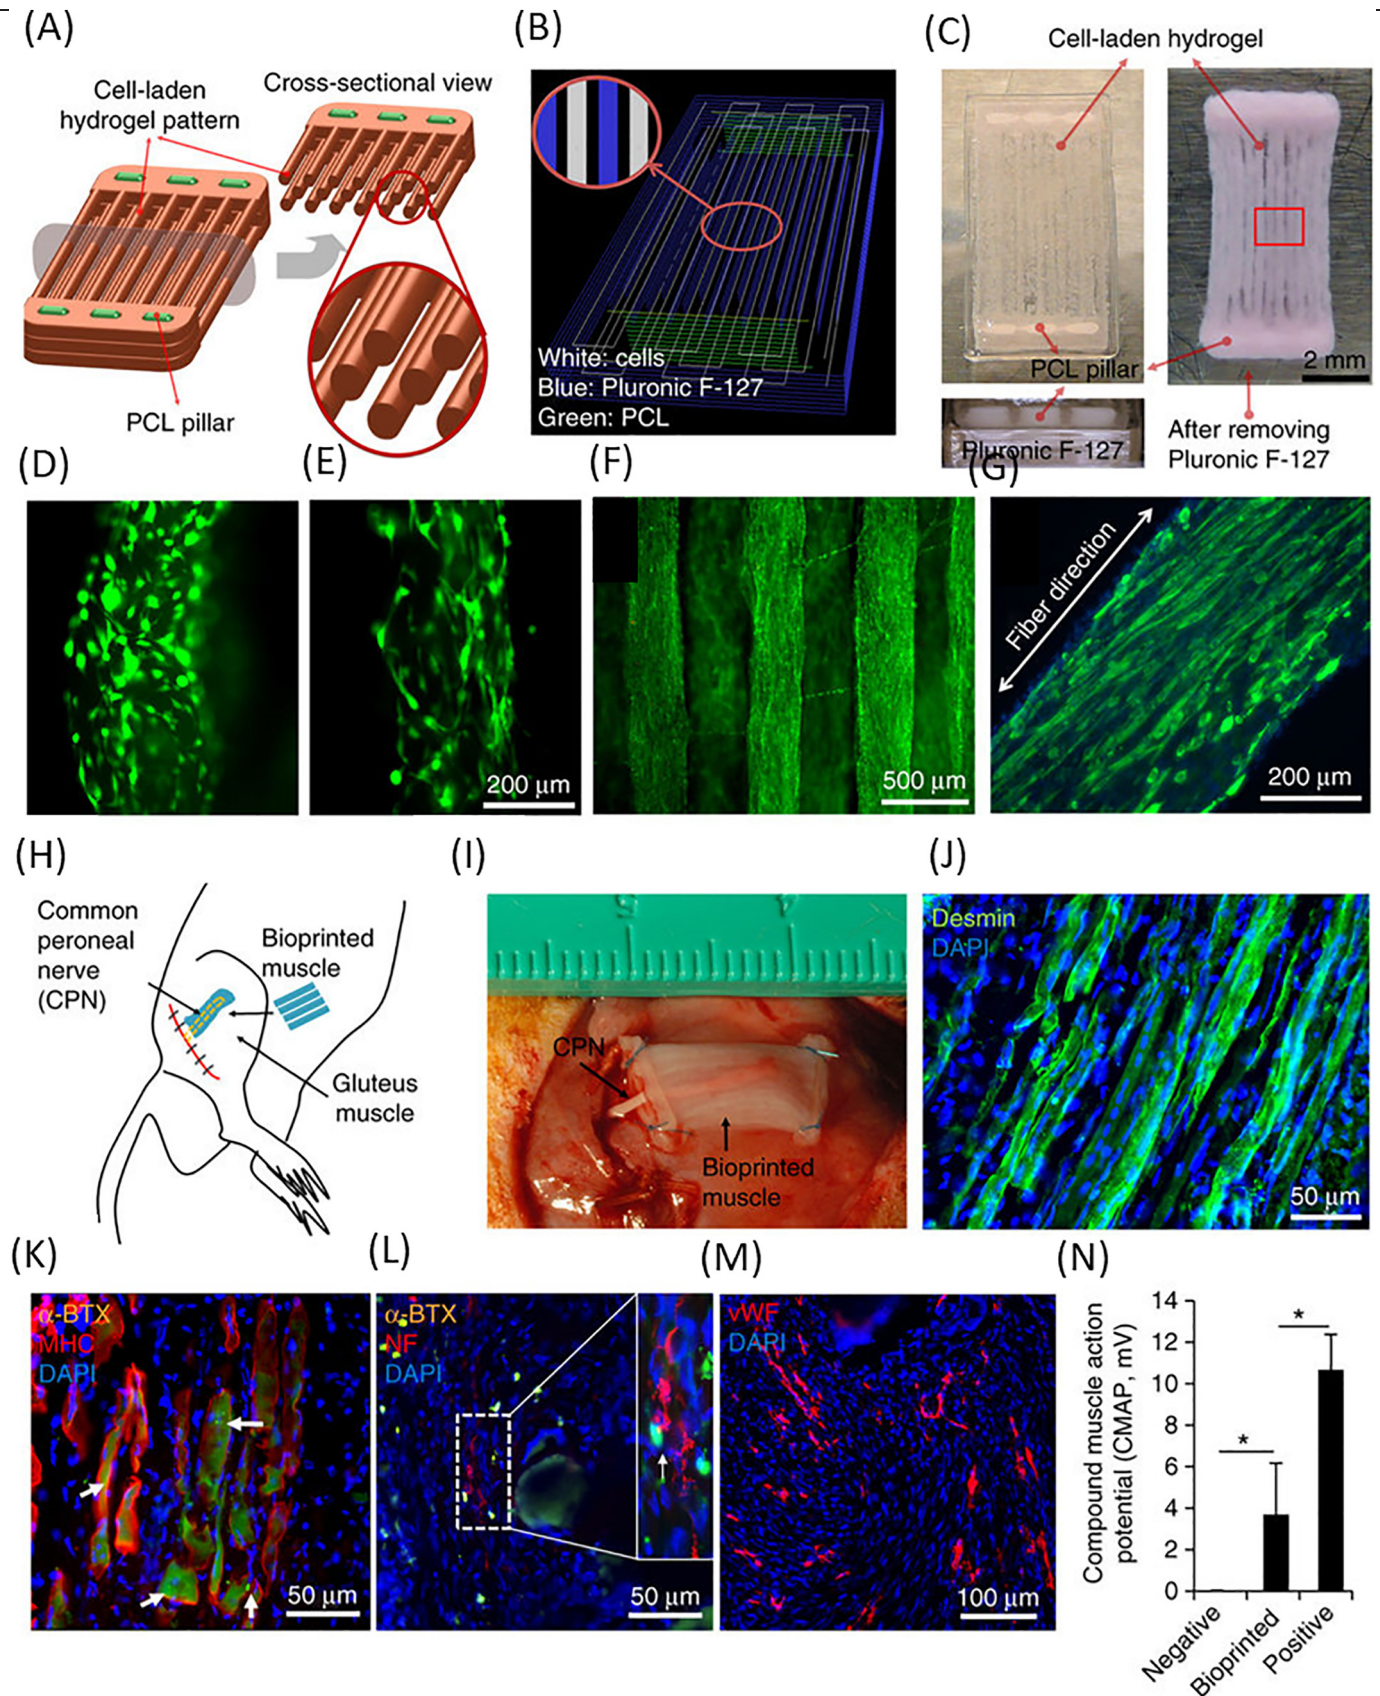 (A)
Cell-laden
hydrogel pattern
Cross-sectional view
PCL pillar
(B)
White: cells
Blue: Pluronic F-127
Green: PCL
(C)
Cell-laden hydrogel
PCL pillar
2 mm
Pluronic F-127
After removing
Pluronic F-127
(D)
(E)
200 μm
(F)
500 μm
(G)
Fiber direction
200 μm
(H)
Common
peroneal
nerve
(CPN)
Bioprinted
muscle
Gluteus
muscle
(I)
CPN
Bioprinted
muscle
(J)
Desmin
DAPI
50 μm
(K)
α-BTX
MHC
DAPI
50 μm
(L)
α-BTX
NF
DAPI
50 μm
(M)
vWF
DAPI
100 μm
(N)
Compound muscle action
potential (CMAP, mV)
14
12
10
8
6
4
2
0
*
*
Negative
Bioprinted
Positive